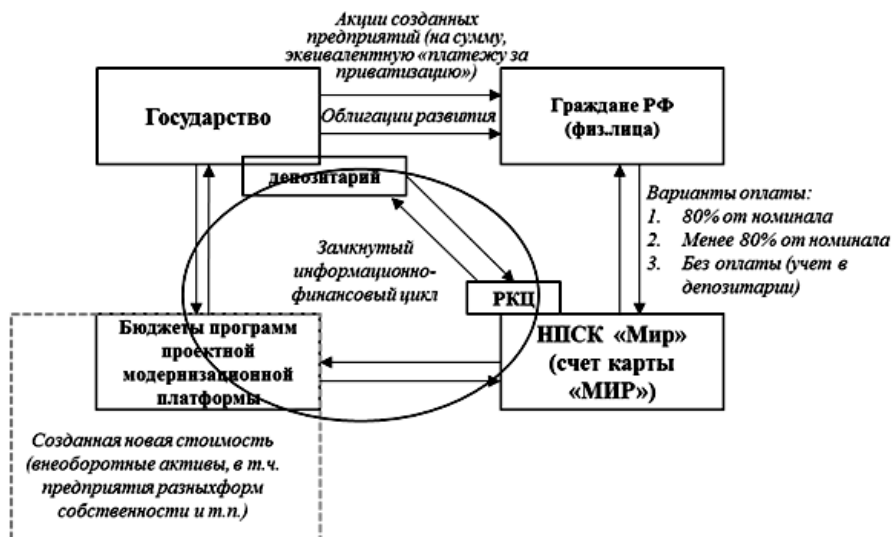 Акции созданных
предприятий (на сумму,
эквивалентную «платежу за
приватизацию»)
Государство
Облигации развития
Граждане РФ
(физ.лица)
депозитарий
Варианты оплаты:
1. 80% от номинала
2. Менее 80% от номинала
3. Без оплаты (учет в
депозитарии)
Замкнутый
информационно-
финансовый цикл
РКЦ
Бюджеты программ
проектной
модернизационной
платформы
НПСК «Мир»
(счет карты
«МИР»)
Созданная новая стоимость
(внеоборотные активы, в т.ч.
предприятия разныхформ
собственности и т.п.)